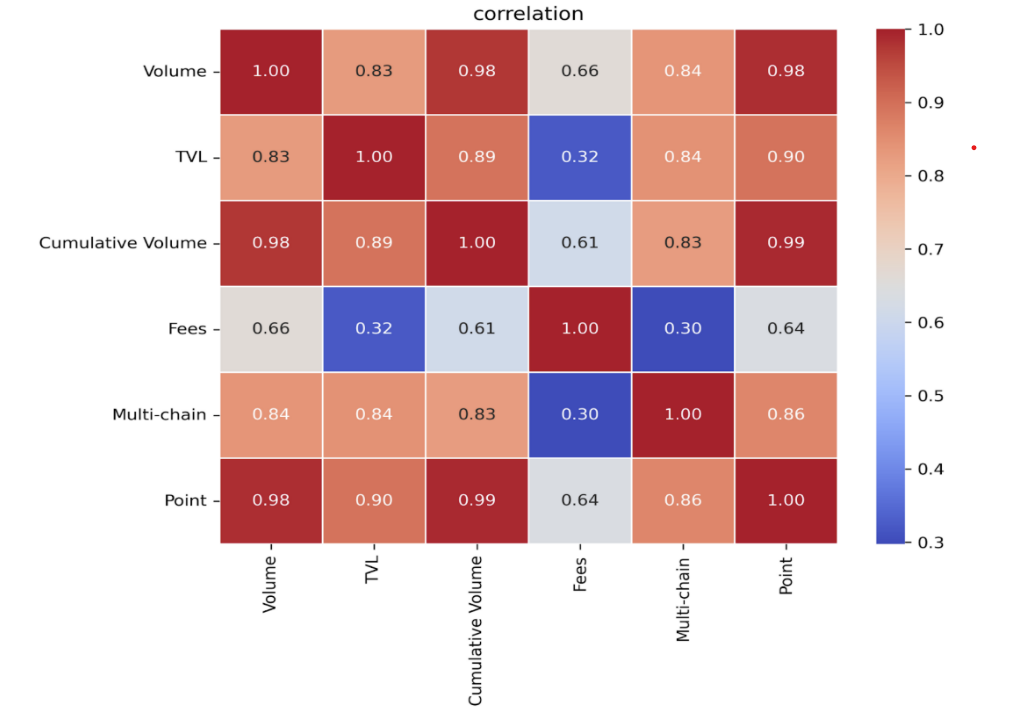 correlation
Volume 1.00 0.83 0.98 0.66 0.84 0.98
TVL 0.83 1.00 0.89 0.32 0.84 0.90
Cumulative Volume 0.98 0.89 1.00 0.61 0.83 0.99
Fees 0.66 0.32 0.61 1.00 0.30 0.64
Multi-chain 0.84 0.84 0.83 0.30 1.00 0.86
Point 0.98 0.90 0.99 0.64 0.86 1.00
Volume TVL Cumulative Volume Fees Multi-chain Point
1.0
0.9
0.8
0.7
0.6
0.5
0.4
0.3